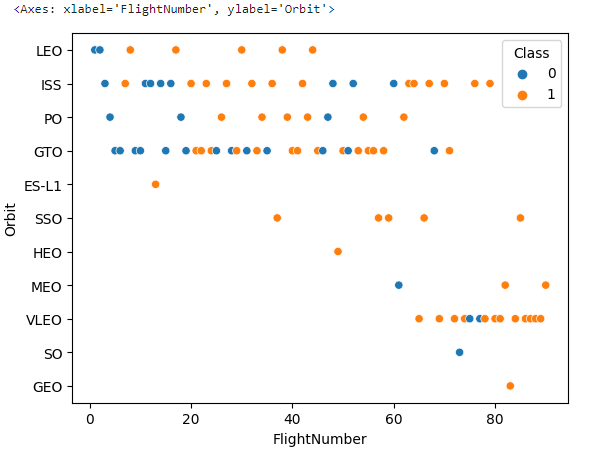 <Axes: xlabel='FlightNumber', ylabel='Orbit'>
Class
0
1
LEO
ISS
PO
GTO
ES-L1
SSO
HEO
MEO
VLEO
SO
GEO
Orbit
0 20 40 60 80
FlightNumber